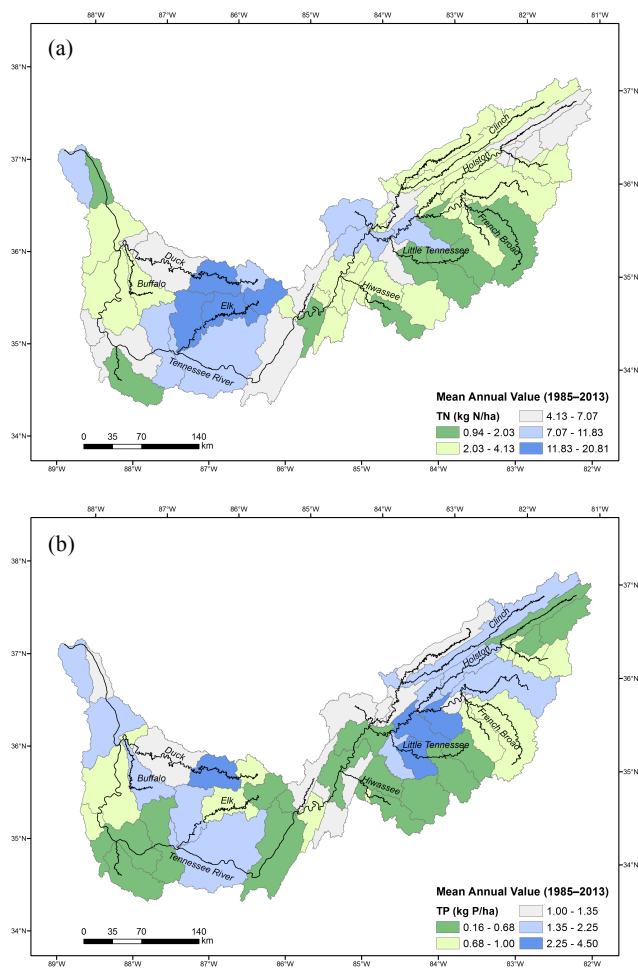 88°W 87°W 86°W 85°W 84°W 83°W 82°W 81°W
(a)
38°N
37°N
37°N
36°N
36°N
35°N
35°N
34°N
34°N
Clinch
Holston
French Broad
Little Tennessee
Hiwassee
Duck
Buffalo
Elk
Tennessee River
Mean Annual Value (1985–2013)
TN (kg N/ha)
0.94 - 2.03
2.03 - 4.13
4.13 - 7.07
7.07 - 11.83
11.83 - 20.81
0 35 70 140
km
89°W 88°W 87°W 86°W 85°W 84°W 83°W 82°W
88°W 87°W 86°W 85°W 84°W 83°W 82°W 81°W
(b)
38°N
37°N
37°N
36°N
36°N
35°N
35°N
34°N
34°N
Clinch
Holston
French Broad
Little Tennessee
Hiwassee
Duck
Buffalo
Elk
Tennessee River
Mean Annual Value (1985–2013)
TP (kg P/ha)
0.16 - 0.68
0.68 - 1.00
1.00 - 1.35
1.35 - 2.25
2.25 - 4.50
0 35 70 140
km
89°W 88°W 87°W 86°W 85°W 84°W 83°W 82°W